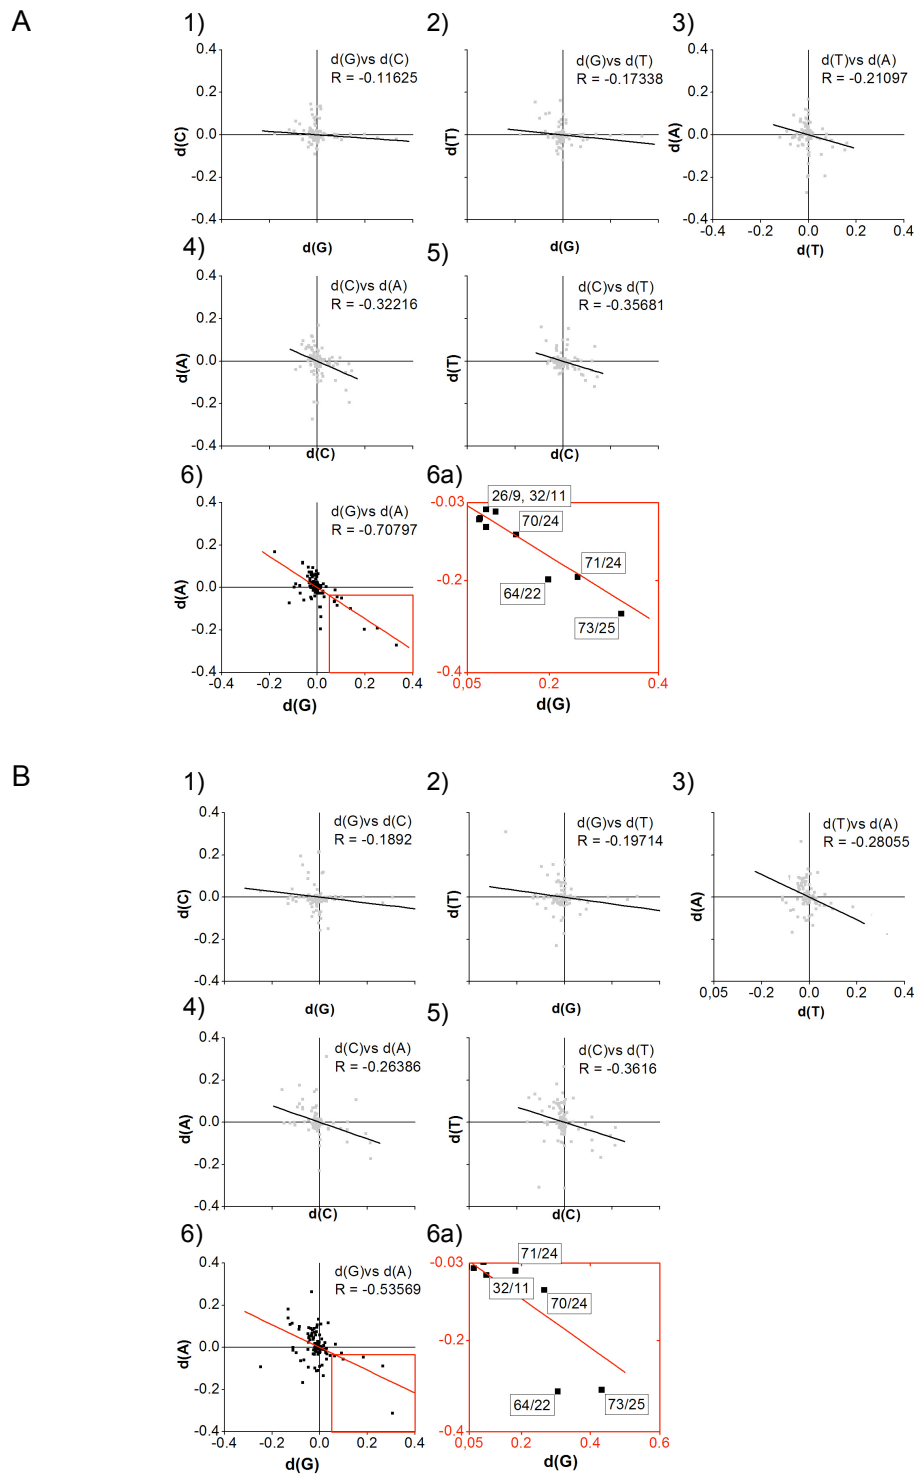 A
1)
2)
3)
0.4
0.2
0.0
-0.2
-0.4
d(C)
d(G)vs d(C)
R = -0.11625
d(G)
d(T)
d(G)vs d(T)
R = -0.17338
d(G)
0.4
0.2
0.0
-0.2
-0.4
d(A)
d(T)vs d(A)
R = -0.21097
-0.4 -0.2 0.0 0.2 0.4
d(T)
4)
5)
0.4
0.2
0.0
-0.2
-0.4
d(A)
d(C)vs d(A)
R = -0.32216
d(C)
d(T)
d(C)vs d(T)
R = -0.35681
d(C)
6)
6a)
0.4
0.2
0.0
-0.2
-0.4
d(A)
d(G)vs d(A)
R = -0.70797
-0.4 -0.2 0.0 0.2 0.4
d(G)
-0.03
-0.2
-0.4
26/9, 32/11
70/24
71/24
64/22
73/25
0,05 0.2 0.4
d(G)
B
1)
2)
3)
0.4
0.2
0.0
-0.2
-0.4
d(C)
d(G)vs d(C)
R = -0.1892
d(G)
d(T)
d(G)vs d(T)
R = -0.19714
d(G)
d(A)
d(T)vs d(A)
R = -0.28055
0,05 -0.2 0.0 0.2 0.4
d(T)
4)
5)
0.4
0.2
0.0
-0.2
-0.4
d(A)
d(C)vs d(A)
R = -0.26386
d(C)
d(T)
d(C)vs d(T)
R = -0.3616
d(C)
6)
6a)
0.4
0.2
0.0
-0.2
-0.4
d(A)
d(G)vs d(A)
R = -0.53569
-0.4 -0.2 0.0 0.2 0.4
d(G)
-0.03
-0.2
-0.4
71/24
32/11
70/24
64/22
73/25
0,05 0.2 0.4 0.6
d(G)